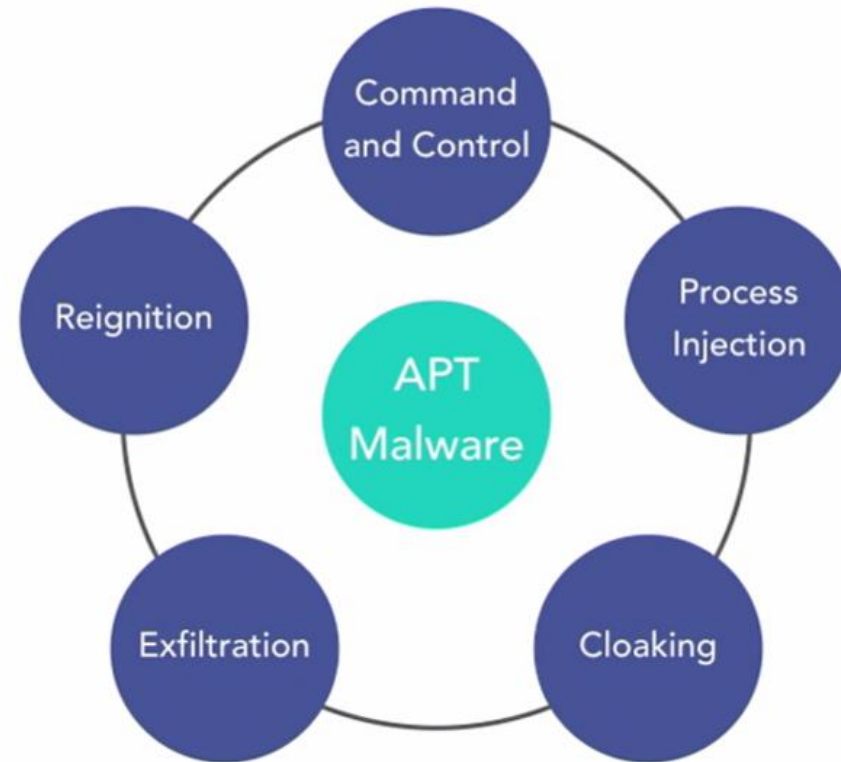 Command
and Control
Process
Injection
Reignition
APT
Malware
Exfiltration
Cloaking